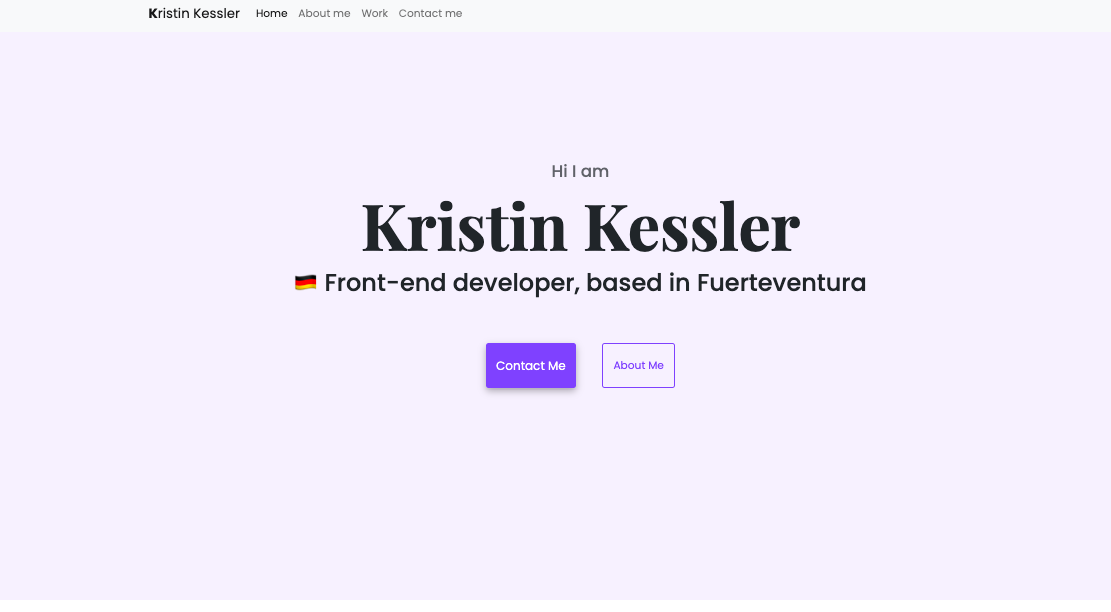 Kristin Kessler Home About me Work Contact me
Hi I am
Kristin Kessler
🇩🇪 Front-end developer, based in Fuerteventura
Contact Me About Me